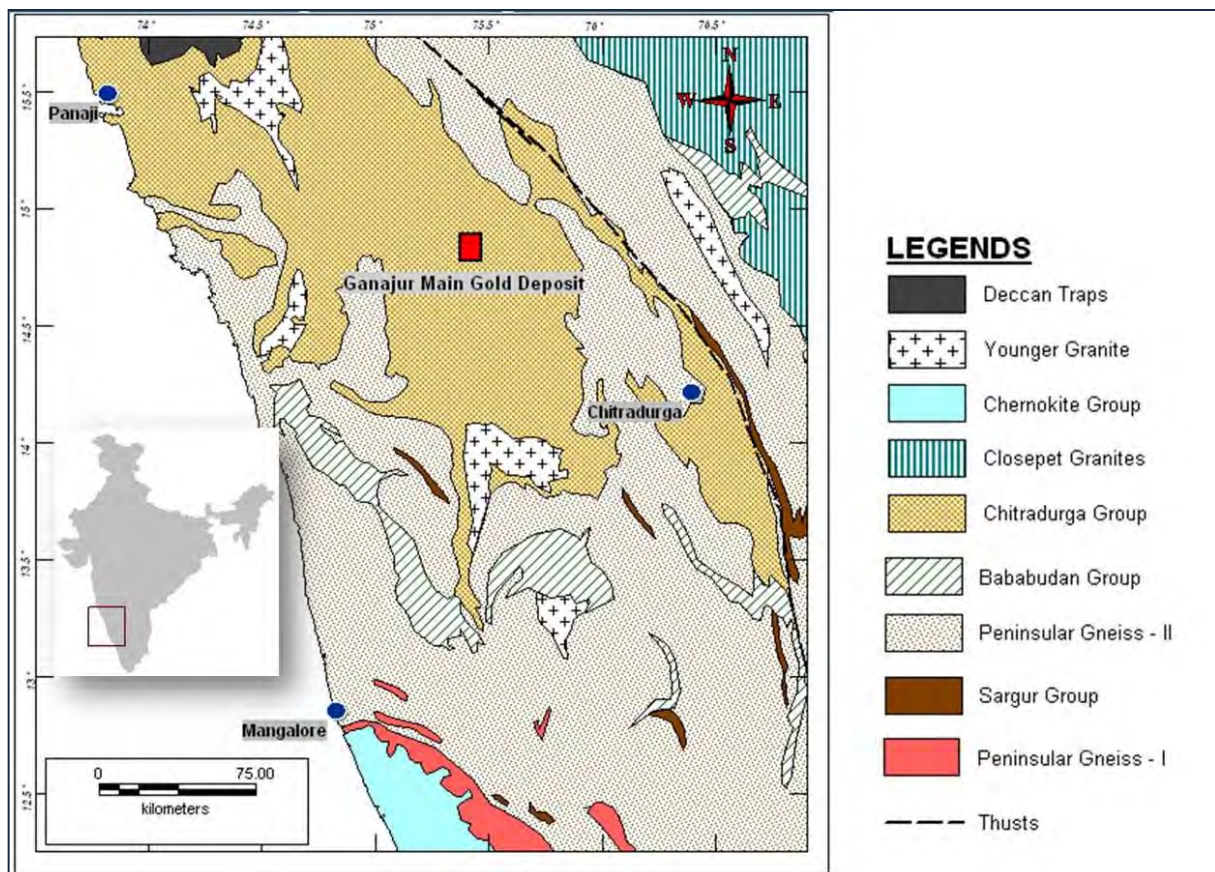 74° 74.5° 75° 75.5° 76° 76.5°
N
W E
S
15.5°
Panaji
15°
Ganajur Main Gold Deposit
14.5°
Chitradurga
14°
13.5°
13°
Mangalore
12.5°
0 75.00
kilometers
LEGENDS
Deccan Traps
Younger Granite
Chernokite Group
Closepet Granites
Chitradurga Group
Bababudan Group
Peninsular Gneiss - II
Sargur Group
Peninsular Gneiss - I
Thusts